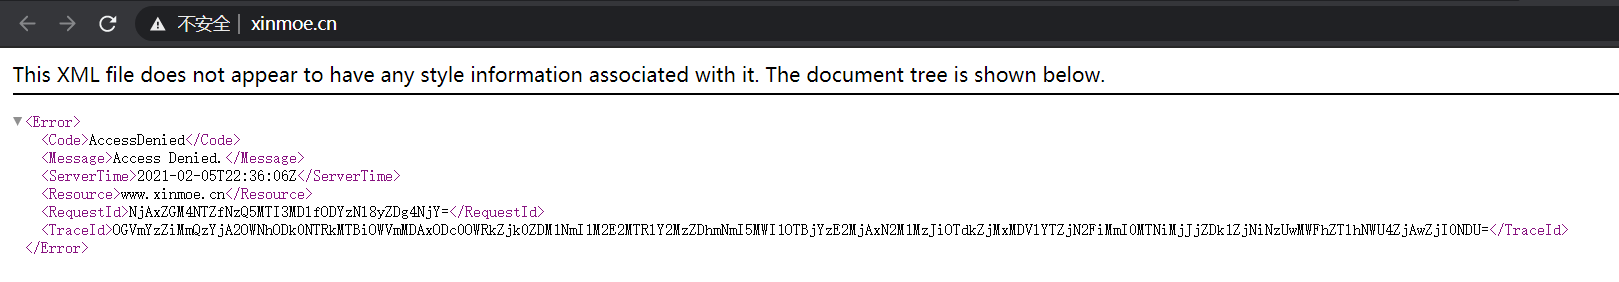 不安全 | xinmoe.cn
This XML file does not appear to have any style information associated with it. The document tree is shown below.
▼<Error>
<Code>AccessDenied</Code>
<Message>Access Denied.</Message>
<ServerTime>2021-02-05T22:36:06Z</ServerTime>
<Resource>www.xinmoe.cn</Resource>
<RequestId>NjAxZGM4NTZfNzQ5MTI3MDlfODYzN18yZDg4NjY=</RequestId>
<TraceId>OGVmYzZiMmQzYjA2OWNhODk0NTRkMTBiOWVmMDAxODc0OWRkZjk0ZDM1NmI1M2E2MTR1Y2MzZDhmNmI5MWI1OTBjYzE2MjAxN2M1MzJiOTdkZjMxMDV1YTZjN2FiMmI0MTNiMjJjZDk1ZjNiNzUwMWFhZTlhNWU4ZjAwZjI0NDU=</TraceId>
</Error>